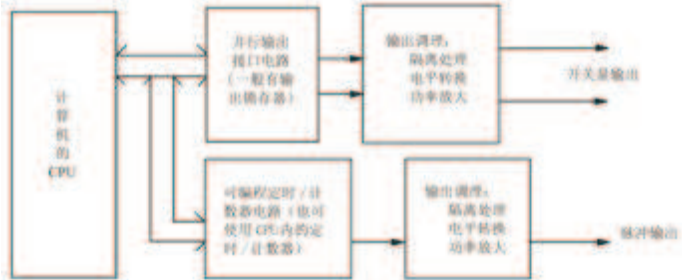 计
算
机
的
CPU
并行输出
接口电路
(一般有输
出锁存器)
输出调理:
隔离处理
电平转换
功率放大
开关量输出
可编程定时/计
数器电路(也可
使用CPU内的定
时/计数器)
输出调理:
隔离处理
电平转换
功率放大
脉冲输出